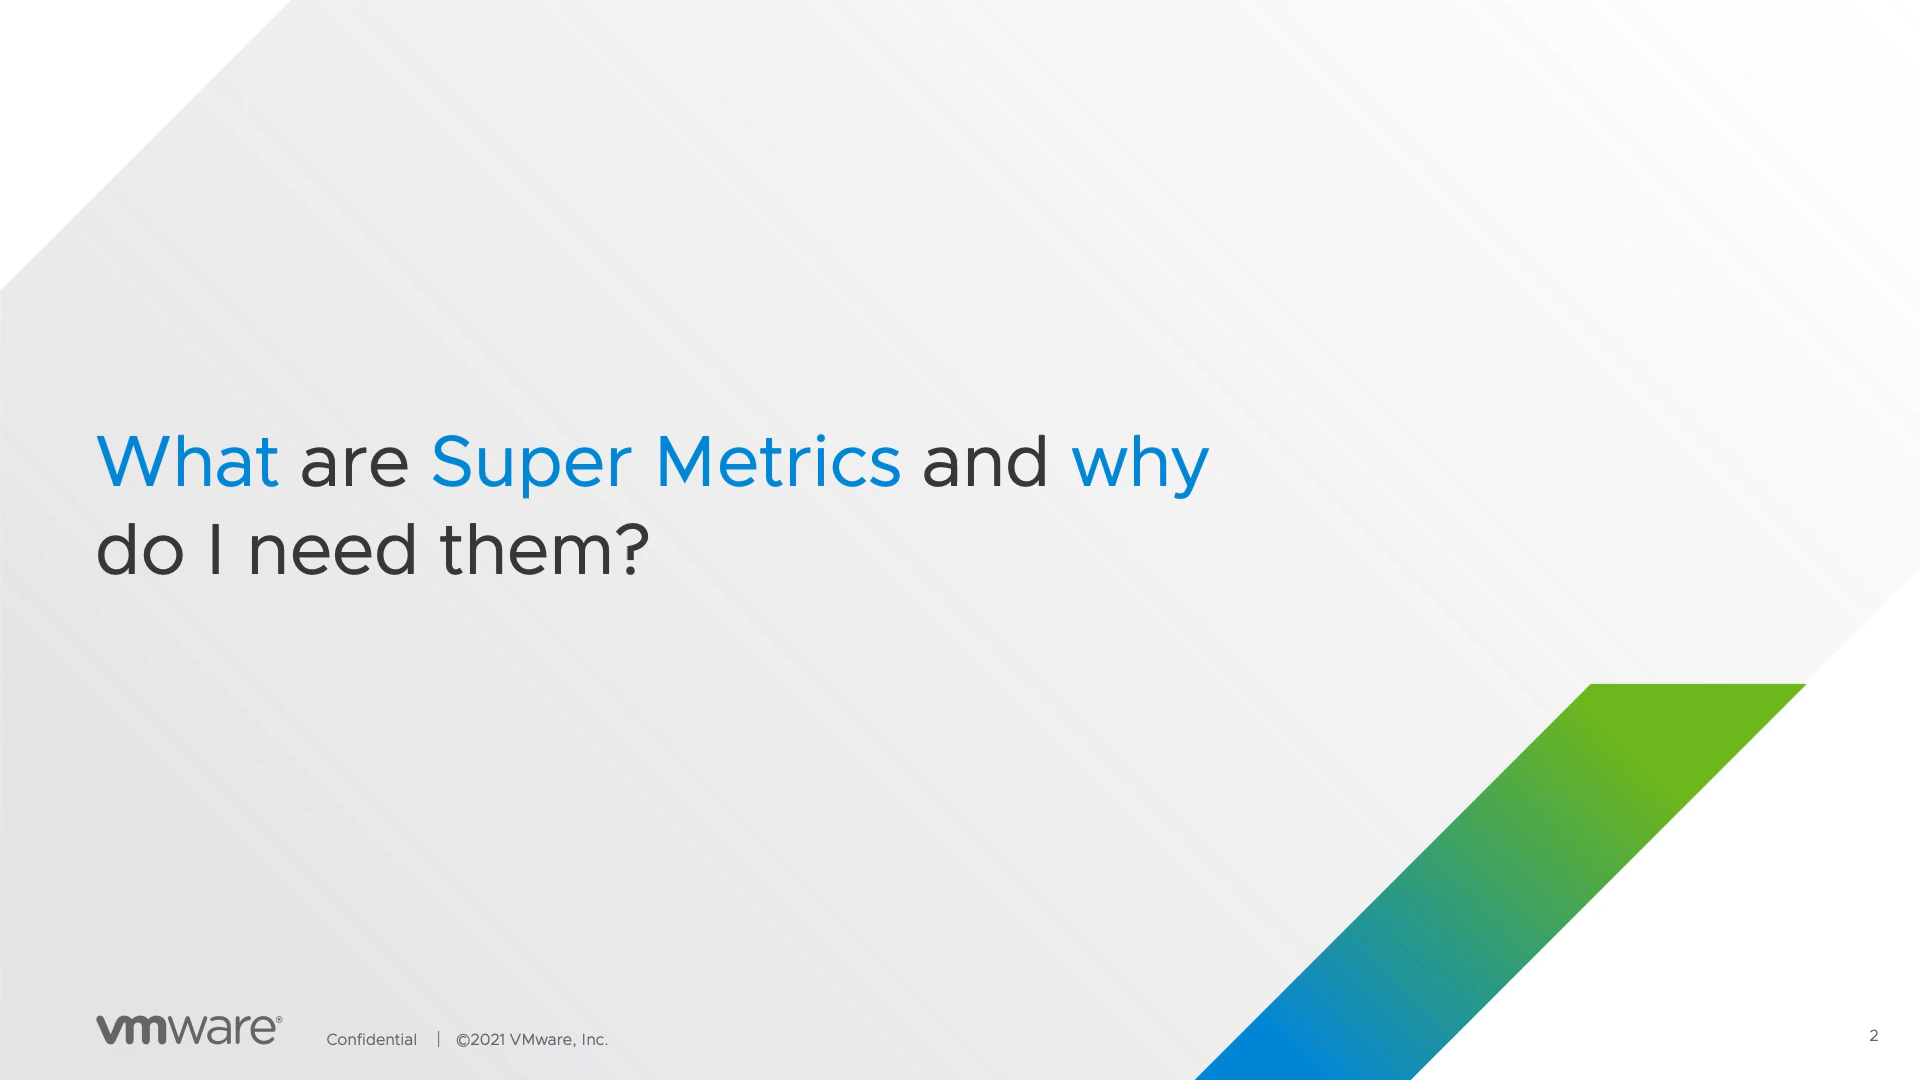 What are Super Metrics and why
do I need them?
vmware®
Confidential | ©2021 VMware, Inc.
2